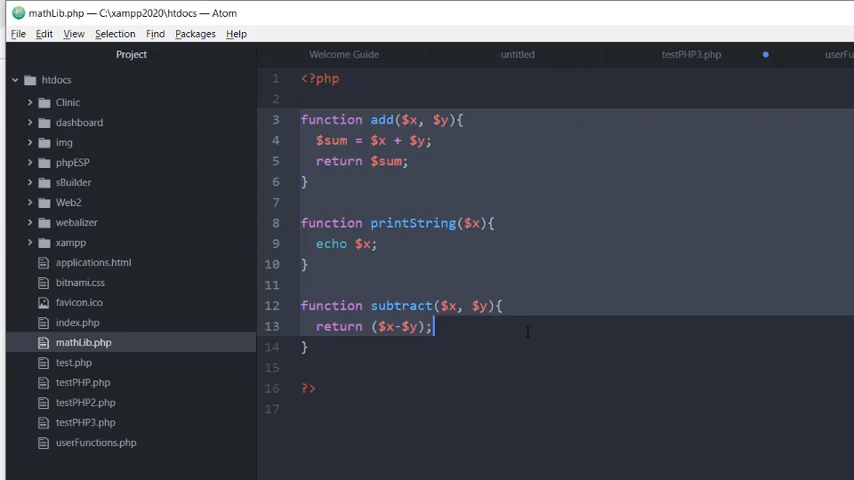 mathLib.php — C:\xampp2020\htdocs — Atom
File Edit View Selection Find Packages Help
Project
Welcome Guide
untitled
testPHP3.php
userFu
htdocs
Clinic
dashboard
img
phpESP
sBuilder
Web2
webalizer
xampp
applications.html
bitnami.css
favicon.ico
index.php
mathLib.php
test.php
testPHP.php
testPHP2.php
testPHP3.php
userFunctions.php
1 <?php
2
3 function add($x, $y){
4 $sum = $x + $y;
5 return $sum;
6 }
7
8 function printString($x){
9 echo $x;
10 }
11
12 function subtract($x, $y){
13 return ($x-$y);
14 }
15
16 ?>
17